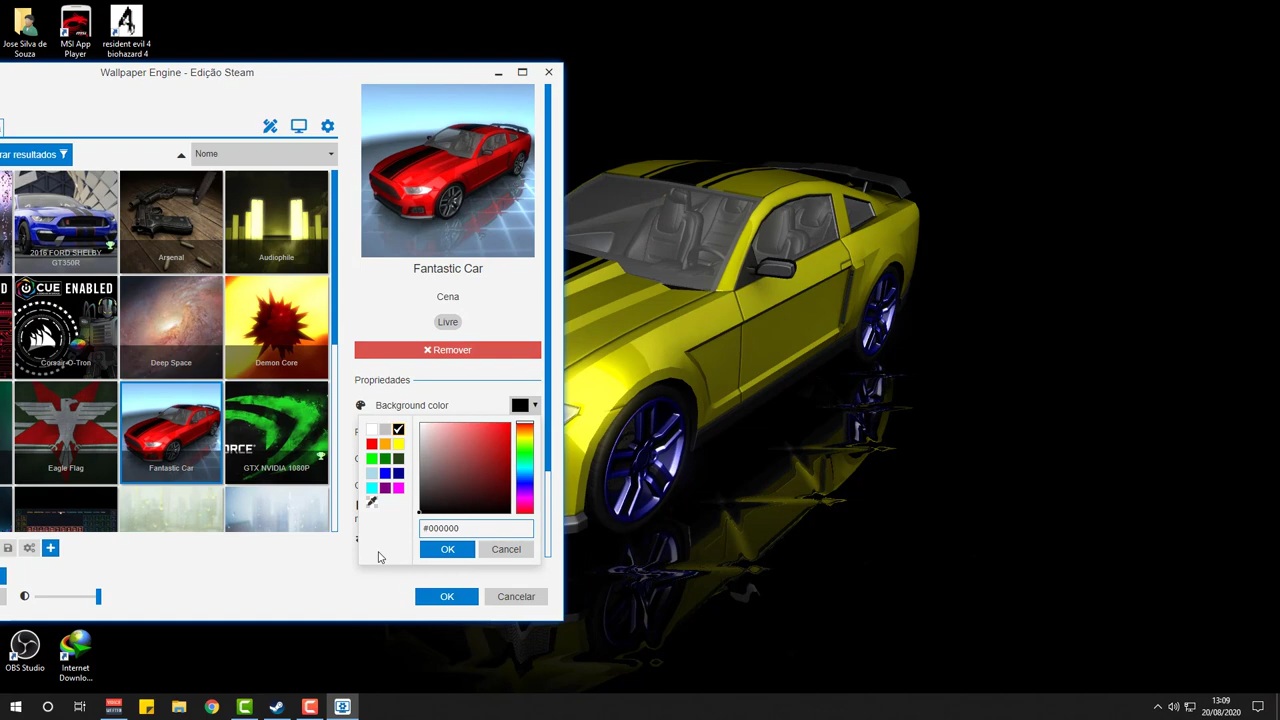 Jose Silva de
Souza
MSI App
Player
resident evil 4
biohazard 4
Wallpaper Engine - Edição Steam
rar resultados
Nome
2016 FORD SHELBY
GT350R
Arsenal
Audiophile
CUE ENABLED
Corsair-O-Tron
Deep Space
Demon Core
Eagle Flag
Fantastic Car
GTX NVIDIA 1080P
Fantastic Car
Cena
Livre
Remover
Propriedades
Background color
#000000
OK Cancel
OK Cancelar
OBS Studio
Internet
Downlo...
13:09
20/08/2020